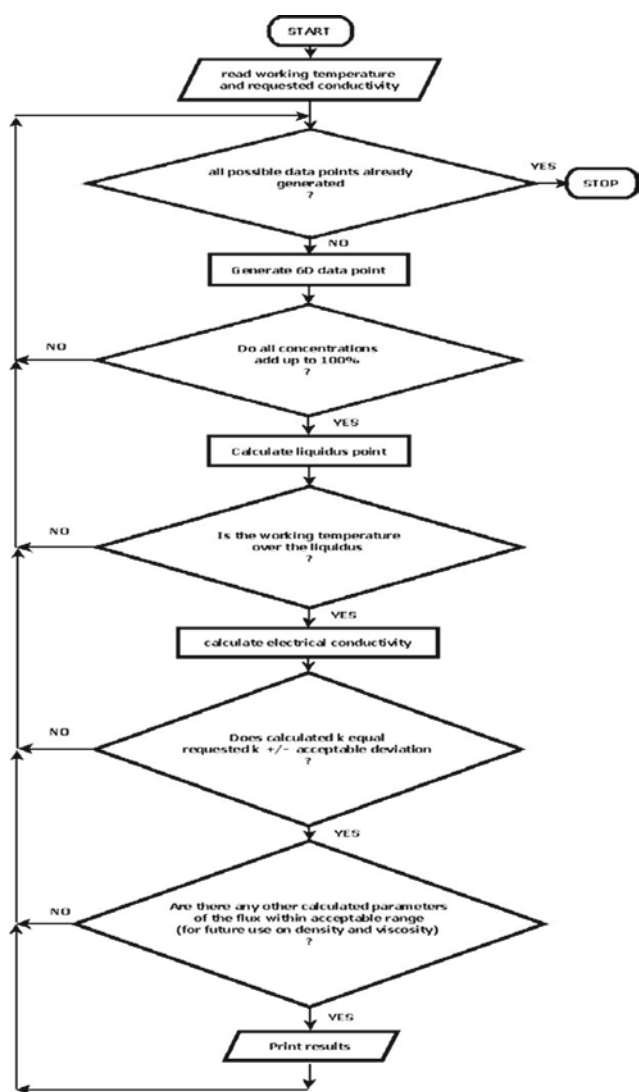 START
read working temperature
and requested conductivity
all possible data points already
generated
?
YES
STOP
NO
Generate 6D data point
NO
Do all concentrations
add up to 100%
?
YES
Calculate liquidus point
NO
Is the working temperature
over the liquidus
?
YES
calculate electrical conductivity
NO
Does calculated k equal
requested k +/- acceptable deviation
?
YES
NO
Are there any other calculated parameters
of the flux within acceptable range
(for future use on density and viscosity)
?
YES
Print results